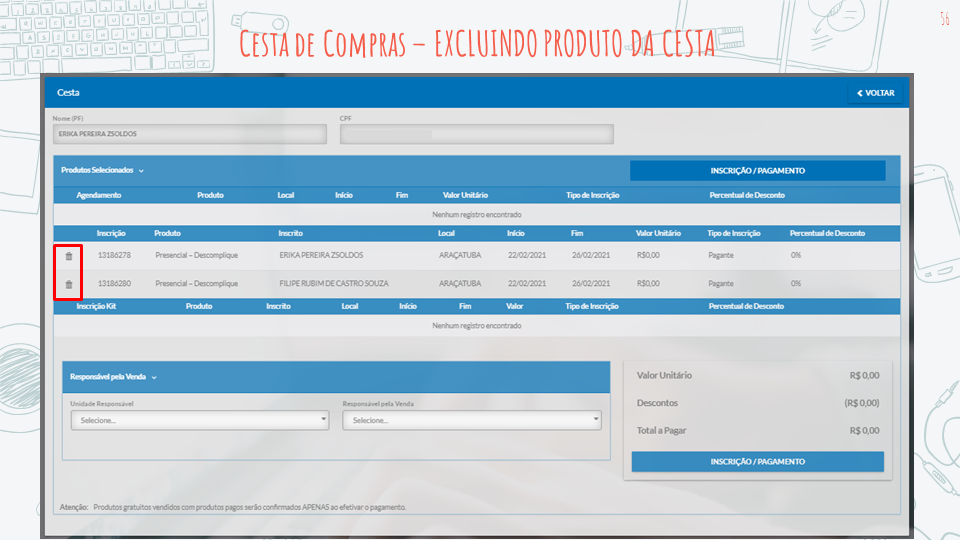 56
CESTA DE COMPRAS – EXCLUINDO PRODUTO DA CESTA
Cesta VOLTAR
Nome (PF) CPF
ERIKA PEREIRA ZSOLDOS
Produtos Selecionados INSCRIÇÃO / PAGAMENTO
Agendamento Produto Local Início Fim Valor Unitário Tipo de Inscrição Percentual de Desconto
Nenhum registro encontrado
Inscrição Produto Inscrito Local Início Fim Valor Unitário Tipo de Inscrição Percentual de Desconto
13186278 Presencial – Descomplique ERIKA PEREIRA ZSOLDOS ARAÇATUBA 22/02/2021 26/02/2021 R$0,00 Pagante 0%
13186280 Presencial – Descomplique FILIPE RUBIM DE CASTRO SOUZA ARAÇATUBA 22/02/2021 26/02/2021 R$0,00 Pagante 0%
Inscrição Kit Produto Inscrito Local Início Fim Valor Tipo de Inscrição Percentual de Desconto
Nenhum registro encontrado
Responsável pela Venda
Unidade Responsável Responsável pela Venda
Selecione... Selecione...
Valor Unitário R$ 0,00
Descontos (R$ 0,00)
Total a Pagar R$ 0,00
INSCRIÇÃO / PAGAMENTO
Atenção: Produtos gratuitos vendidos com produtos pagos serão confirmados APENAS ao efetivar o pagamento.